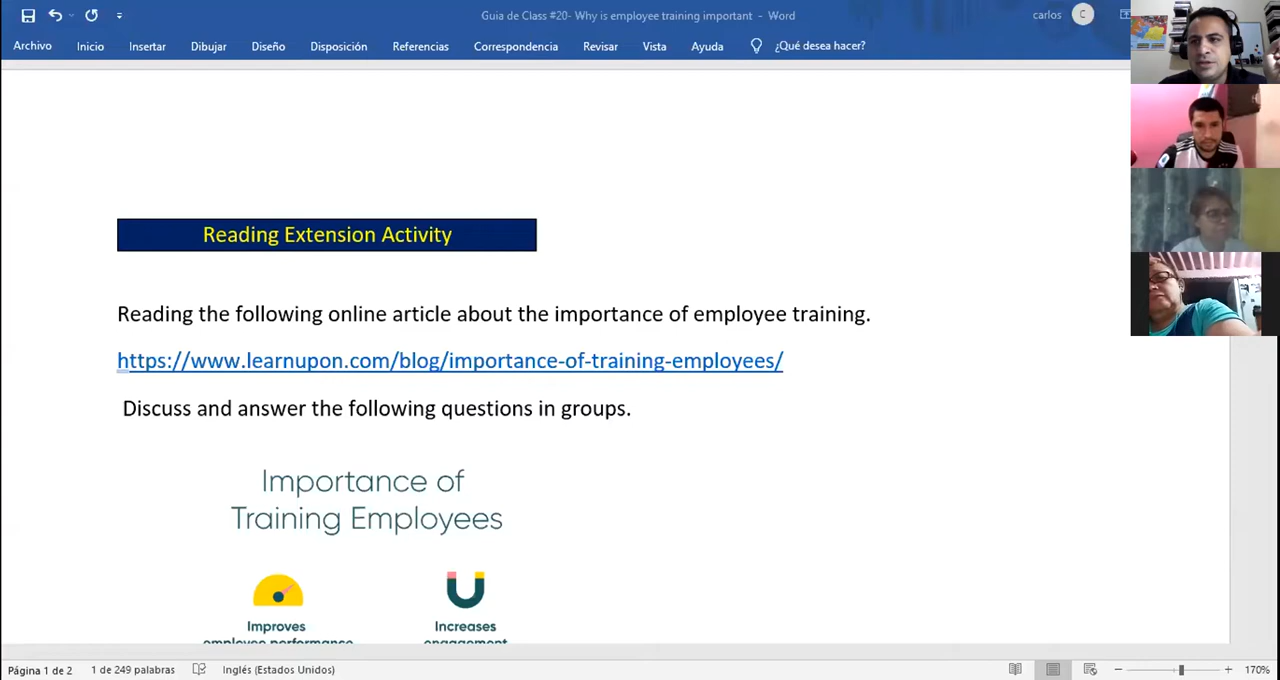 Guia de Class #20- Why is employee training important - Word
carlos C
Archivo Inicio Insertar Dibujar Diseño Disposición Referencias Correspondencia Revisar Vista Ayuda ¿Qué desea hacer?
Reading Extension Activity
Reading the following online article about the importance of employee training.
https://www.learnupon.com/blog/importance-of-training-employees/
Discuss and answer the following questions in groups.
Importance of
Training Employees
Improves Increases
employee performance engagement
Página 1 de 2 1 de 249 palabras Inglés (Estados Unidos) 170%